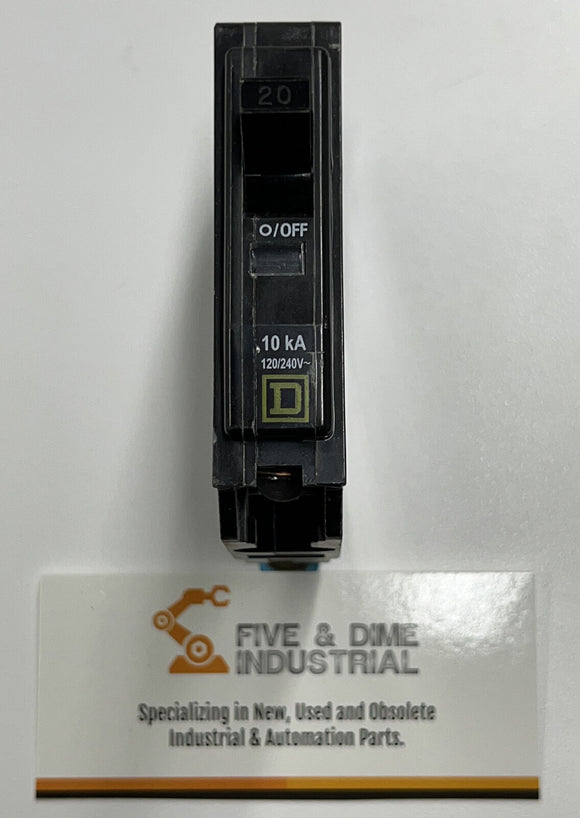 20
O/OFF
10 kA
120/240V~
D
FIVE & DIME
INDUSTRIAL
Specializing in New, Used and Obsolete
Industrial & Automation Parts.